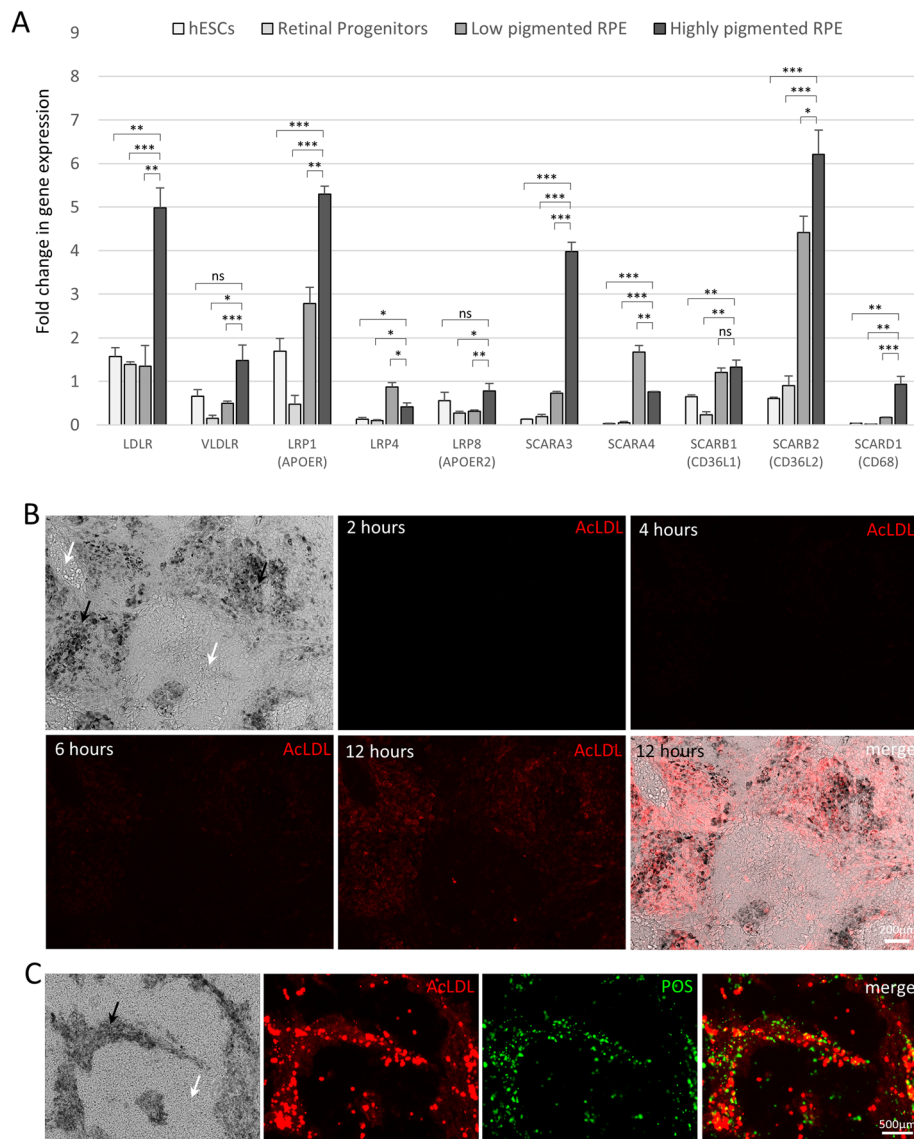 A
9
hESCs
Retinal Progenitors
Low pigmented RPE
Highly pigmented RPE
8
7
6
5
4
3
2
1
0
Fold change in gene expression
** *** **
ns * ***
*** *** **
* * *
ns * **
*** *** ***
*** *** **
** ** ns
*** *** *
** ** ***
LDLR
VLDLR
LRP1
(APOER)
LRP4
LRP8
(APOER2)
SCARA3
SCARA4
SCARB1
(CD36L1)
SCARB2
(CD36L2)
SCARD1
(CD68)
B
2 hours AcLDL
4 hours AcLDL
6 hours AcLDL
12 hours AcLDL
12 hours merge
200µm
C
AcLDL
POS
merge
500µm